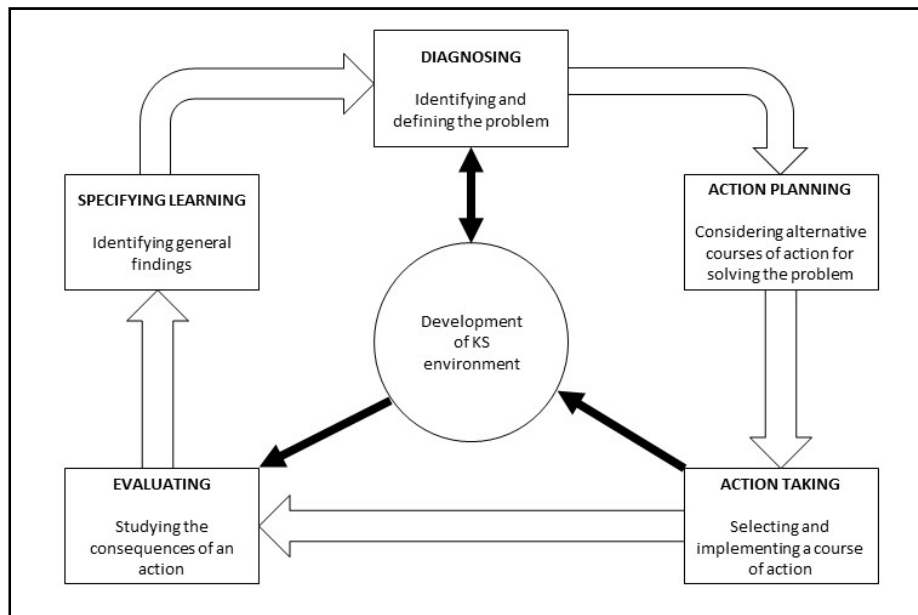 DIAGNOSING
Identifying and
defining the problem
ACTION PLANNING
Considering alternative
courses of action for
solving the problem
SPECIFYING LEARNING
Identifying general
findings
Development
of KS
environment
EVALUATING
Studying the
consequences of an
action
ACTION TAKING
Selecting and
implementing a course
of action